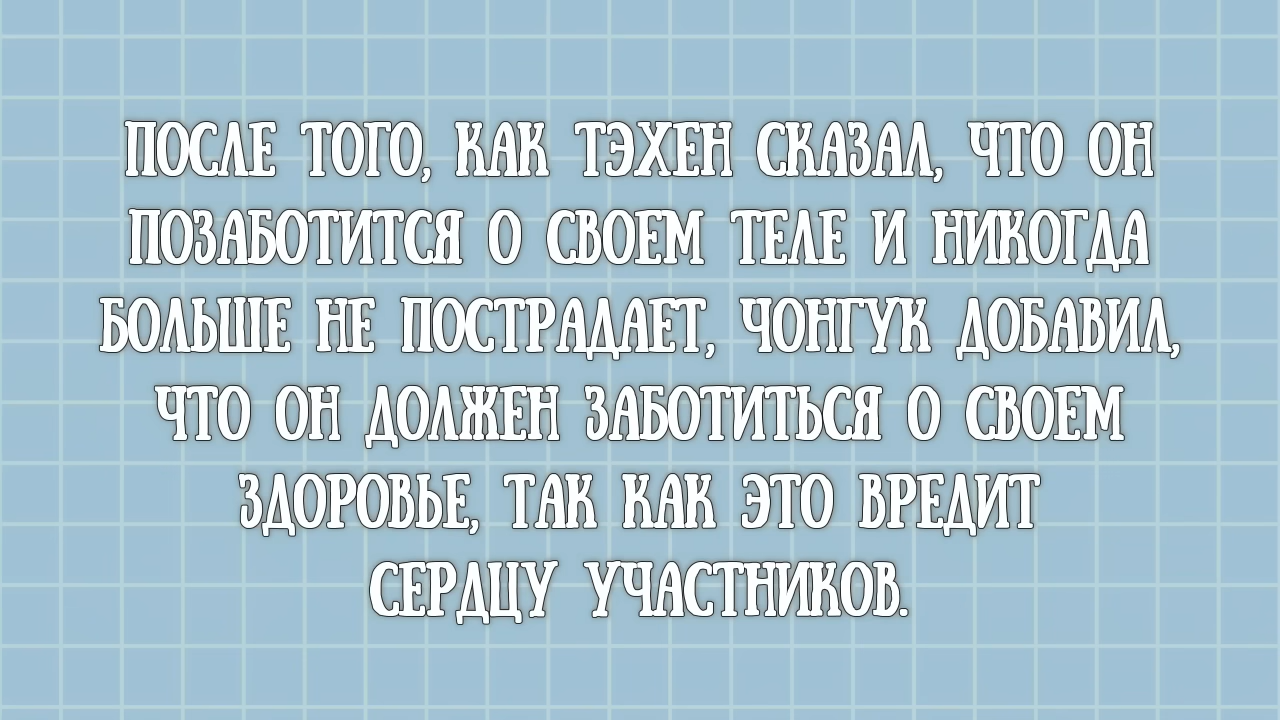 ПОСЛЕ ТОГО, КАК ТЭХЕН СКАЗАЛ, ЧТО ОН
ПОЗАБОТИТСЯ О СВОЕМ ТЕЛЕ И НИКОГДА
БОЛЬШЕ НЕ ПОСТРАДАЕТ, ЧОНГУК ДОБАВИЛ,
ЧТО ОН ДОЛЖЕН ЗАБОТИТЬСЯ О СВОЕМ
ЗДОРОВЬЕ, ТАК КАК ЭТО ВРЕДИТ
СЕРДЦУ УЧАСТНИКОВ.